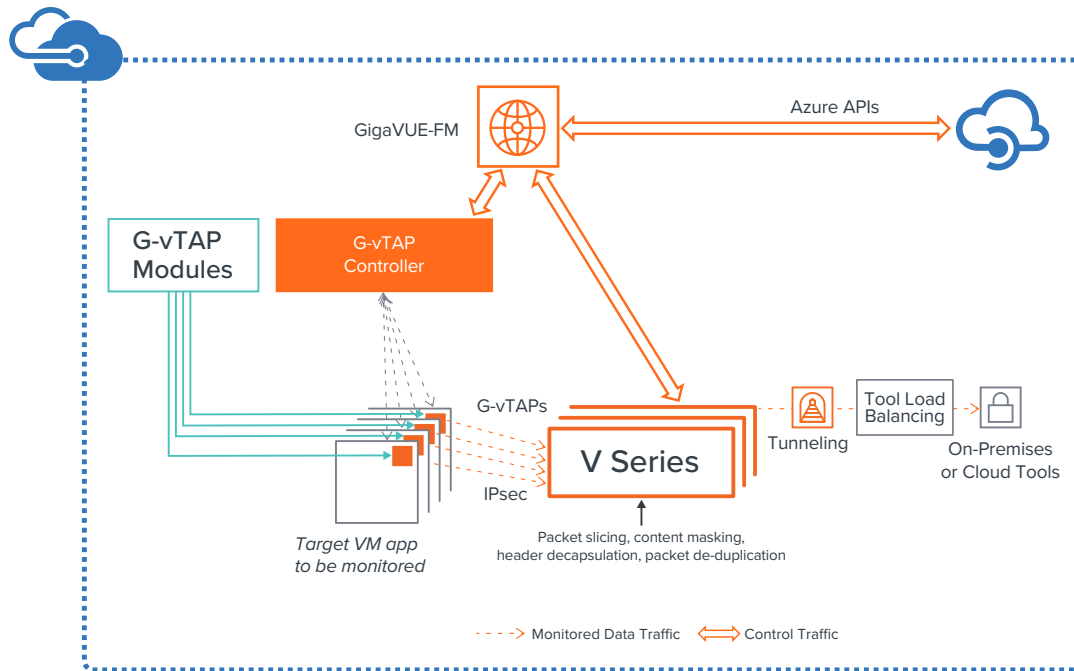 Azure APIs
GigaVUE-FM
G-vTAP
Modules
G-vTAP
Controller
G-vTAPs
IPsec
V Series
Tunneling
Tool Load
Balancing
On-Premises
or Cloud Tools
Target VM app
to be monitored
Packet slicing, content masking,
header decapsulation, packet de-duplication
Monitored Data Traffic
Control Traffic